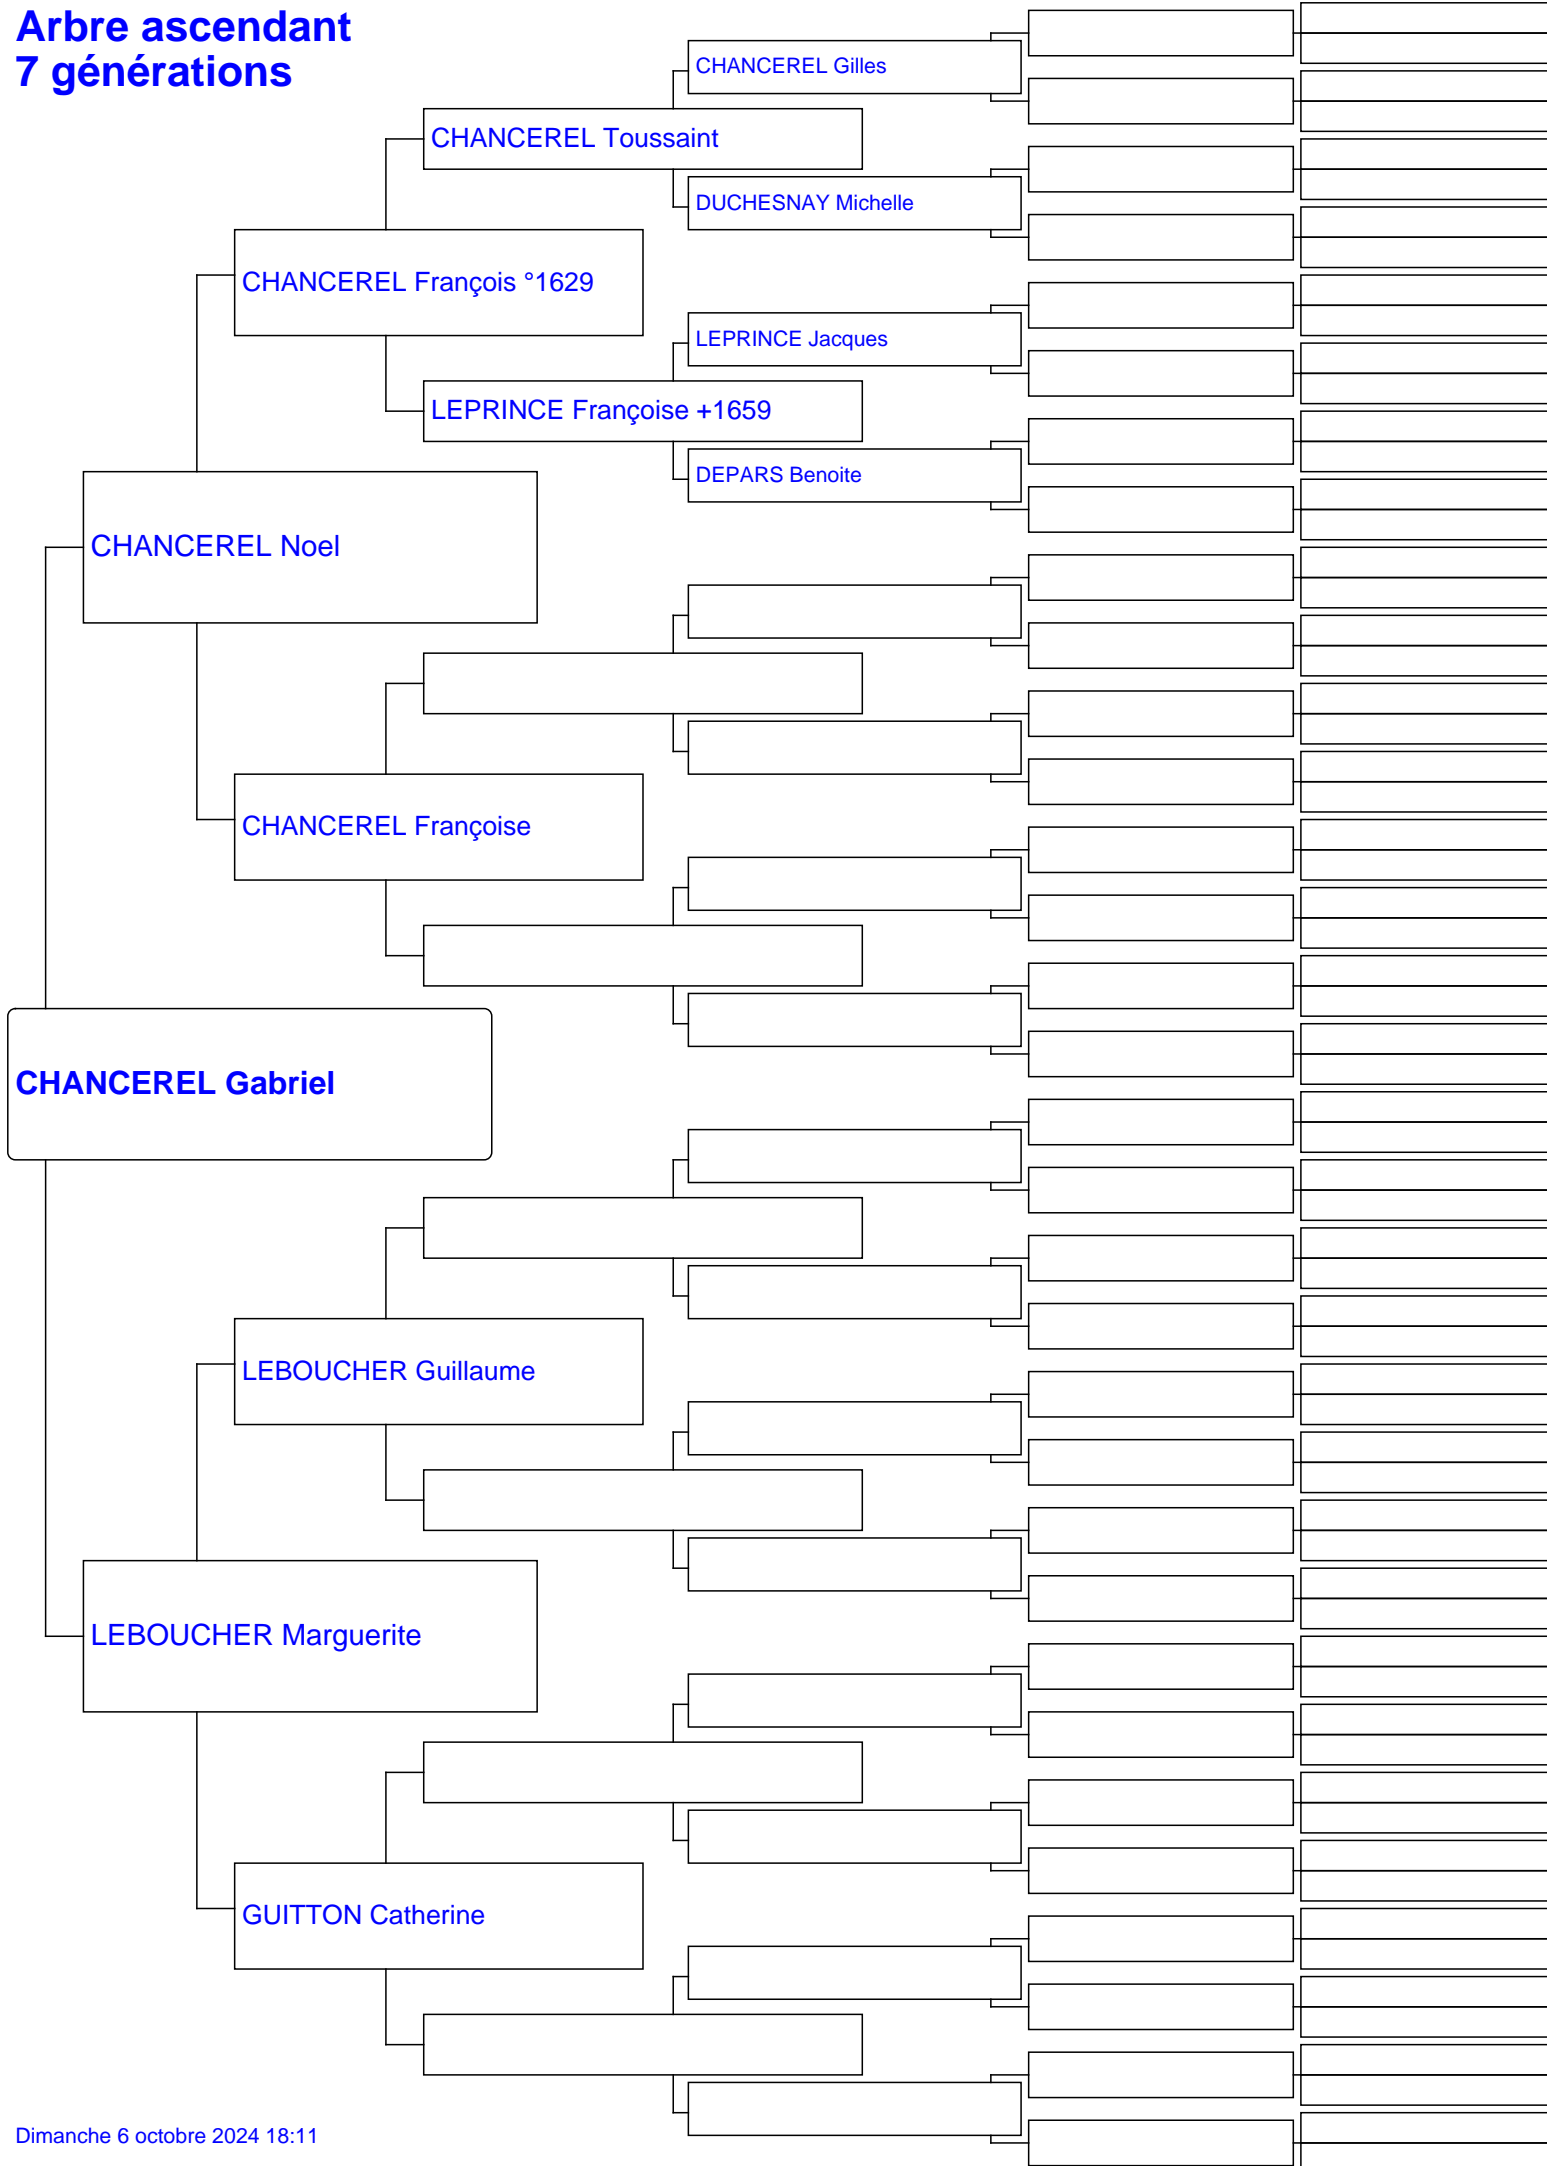 Arbre ascendant
7 générations
CHANCEREL Gilles
CHANCEREL Toussaint
DUCHESNAY Michelle
CHANCEREL François °1629
LEPRINCE Jacques
LEPRINCE Françoise +1659
DEPARS Benoite
CHANCEREL Noel
CHANCEREL Françoise
CHANCEREL Gabriel
LEBOUCHER Guillaume
LEBOUCHER Marguerite
GUITTON Catherine
Dimanche 6 octobre 2024 18:11